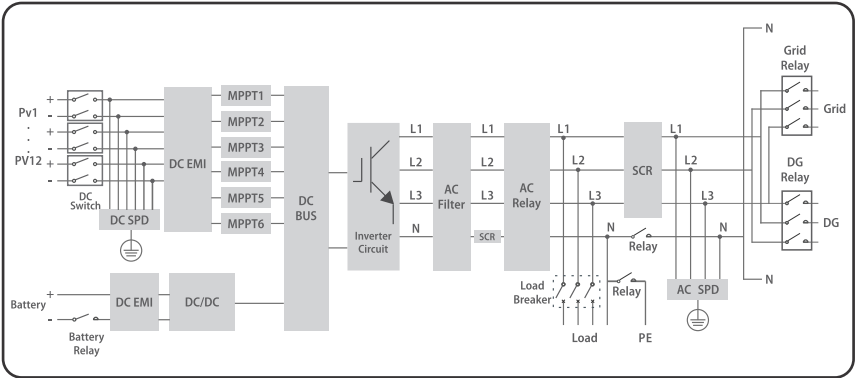 Pv1
+
-
+
-
PV12
+
-
DC
Switch
DC SPD
DC EMI
MPPT1
MPPT2
MPPT3
MPPT4
MPPT5
MPPT6
DC
BUS
Battery
+
-
Battery
Relay
DC EMI
DC/DC
Inverter
Circuit
L1
L2
L3
N
AC
Filter
L1
L2
L3
SCR
AC
Relay
L1
L2
L3
N
Load
Breaker
Load
Relay
PE
SCR
Relay
L1
L2
L3
N
AC SPD
N
Grid
Relay
Grid
DG
Relay
DG
N